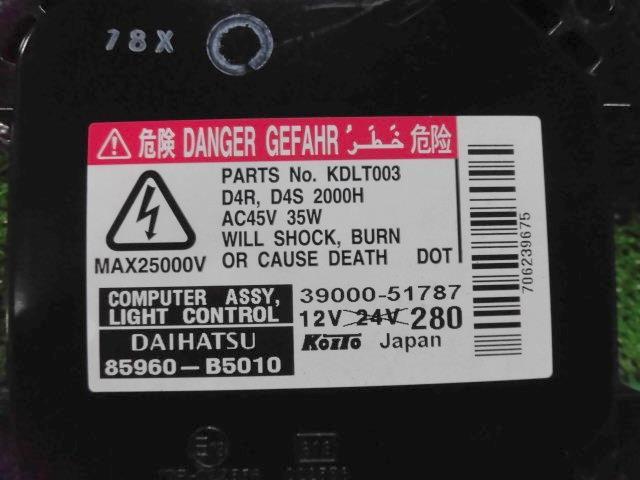 78X
危険 DANGER GEFAHR خَطَرُ 危险
PARTS No. KDLT003
D4R, D4S 2000H
AC45V 35W
WILL SHOCK, BURN
OR CAUSE DEATH DOT
MAX25000V
706239675
COMPUTER ASSY,
LIGHT CONTROL
39000-51787
12V 24V 280
DAIHATSU
85960-B5010
KOITO Japan